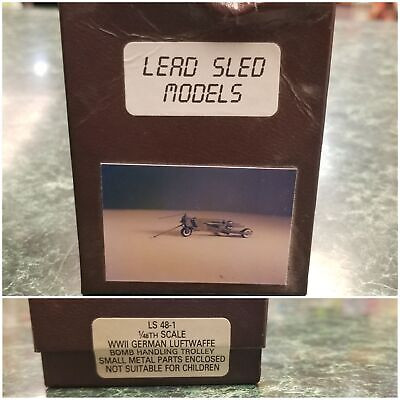 LEAD SLED
MODELS
LS 48-1
1/48TH SCALE
WWII GERMAN LUFTWAFFE
BOMB HANDLING TROLLEY
SMALL METAL PARTS ENCLOSED
NOT SUITABLE FOR CHILDREN